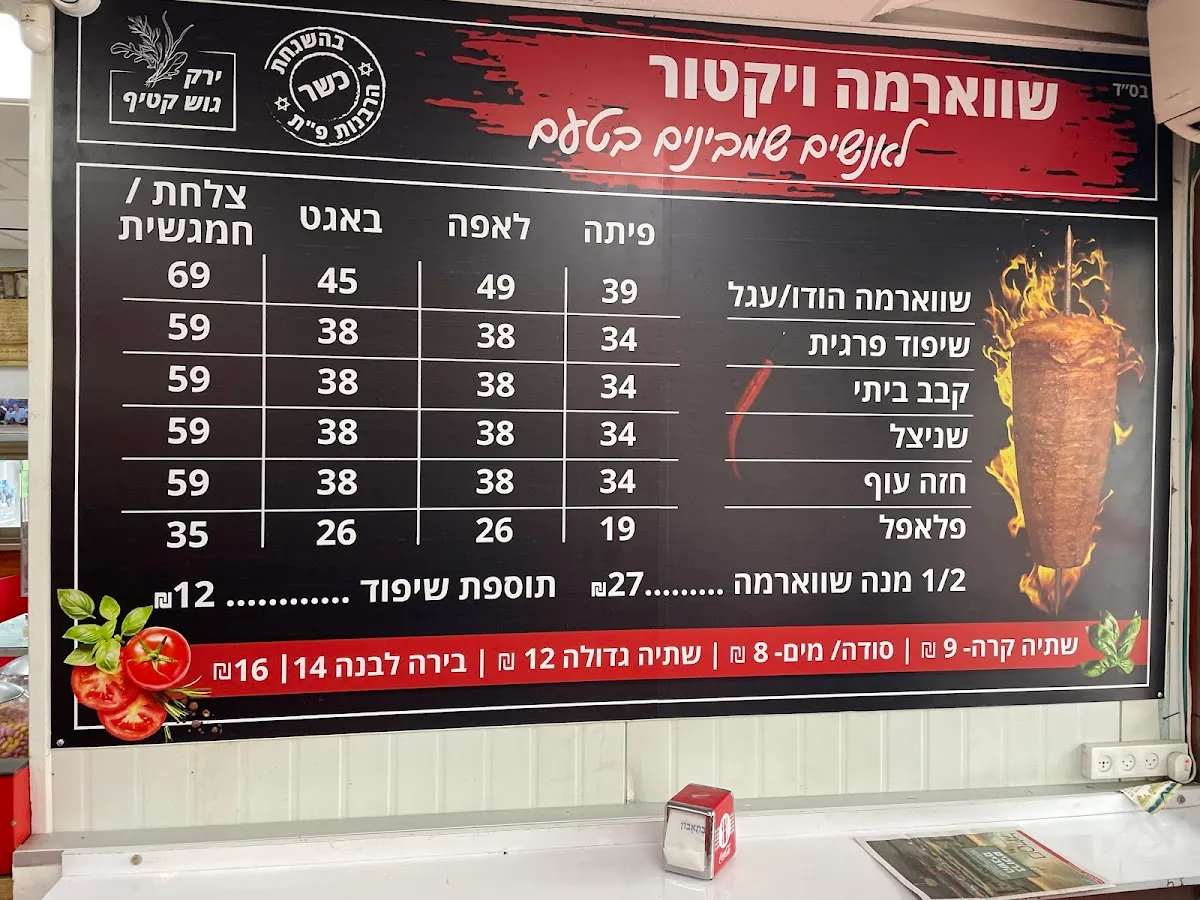 בס"ד
שווארמה ויקטור
לאנשים שמבינים בטעם
בהשגחת
כשר
הרבנות פ"ת
ירק
גוש קטיף
פיתה לאפה באגט צלחת / חמגשית
שווארמה הודו/עגל 39 49 45 69
שיפוד פרגית 34 38 38 59
קבב ביתי 34 38 38 59
שניצל 34 38 38 59
חזה עוף 34 38 38 59
פלאפל 19 26 26 35
1/2 מנה שווארמה .........27₪ תוספת שיפוד ............ 12₪
שתיה קרה- 9 ₪ | סודה/ מים- 8 ₪ | שתיה גדולה 12 ₪ | בירה לבנה 14| 16₪
בתאבון
Coca-Cola